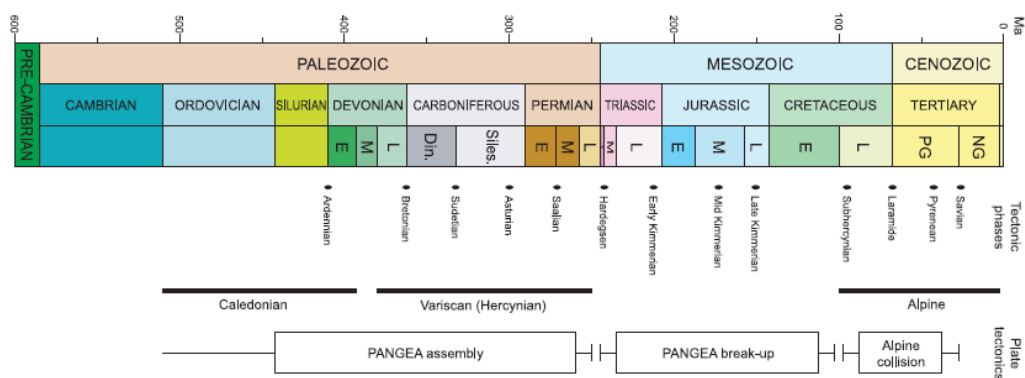 600
500
400
300
200
100
0
Ma
PRE-CAMBRIAN
PALEOZOIC
MESOZOIC
CENOZOIC
CAMBRIAN
ORDOVICIAN
SILURIAN
DEVONIAN
CARBONIFEROUS
PERMIAN
TRIASSIC
JURASSIC
CRETACEOUS
TERTIARY
E
M
L
Din.
Siles.
E
M
L
M
L
E
M
L
E
L
PG
NG
Tectonic
phases
Ardennian
Bretonian
Sudetian
Asturian
Saalian
Hardegsen
Early Kimmerian
Mid Kimmerian
Late Kimmerian
Subhercynian
Laramide
Pyrenean
Savian
Caledonian
Variscan (Hercynian)
Alpine
Plate
tectonics
PANGEA assembly
PANGEA break-up
Alpine
collision